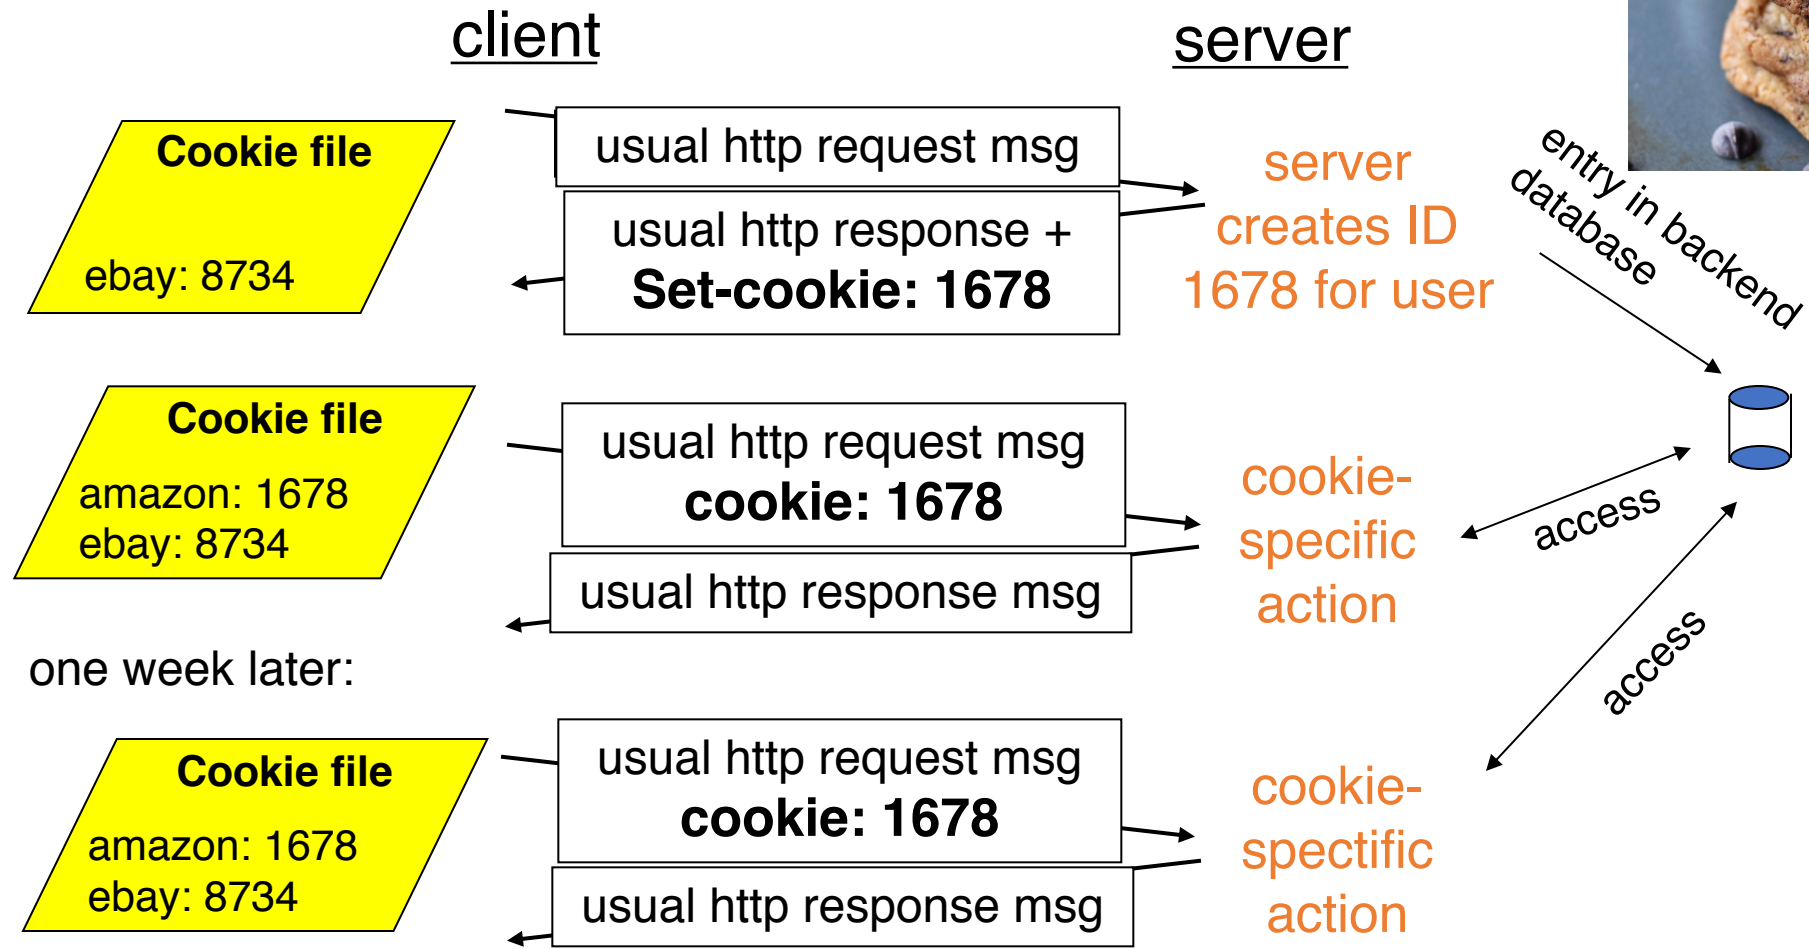 client
server
Cookie file
ebay: 8734
usual http request msg
usual http response +
Set-cookie: 1678
server
creates ID
1678 for user
entry in backend
database
Cookie file
amazon: 1678
ebay: 8734
usual http request msg
cookie: 1678
usual http response msg
cookie-
specific
action
access
one week later:
access
Cookie file
amazon: 1678
ebay: 8734
usual http request msg
cookie: 1678
usual http response msg
cookie-
spectific
action